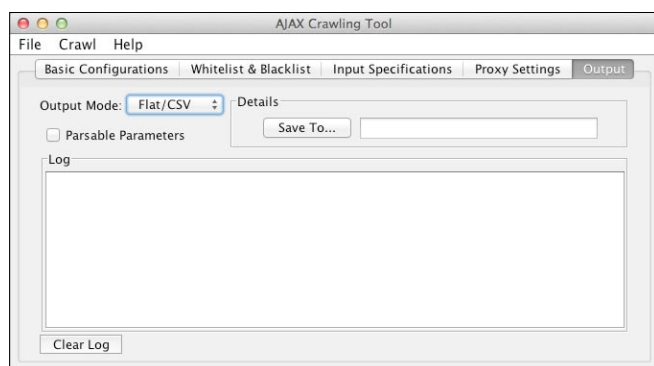 AJAX Crawling Tool
File Crawl Help
Basic Configurations Whitelist & Blacklist Input Specifications Proxy Settings Output
Output Mode: Flat/CSV Details
Save To...
Parsable Parameters
Log
Clear Log